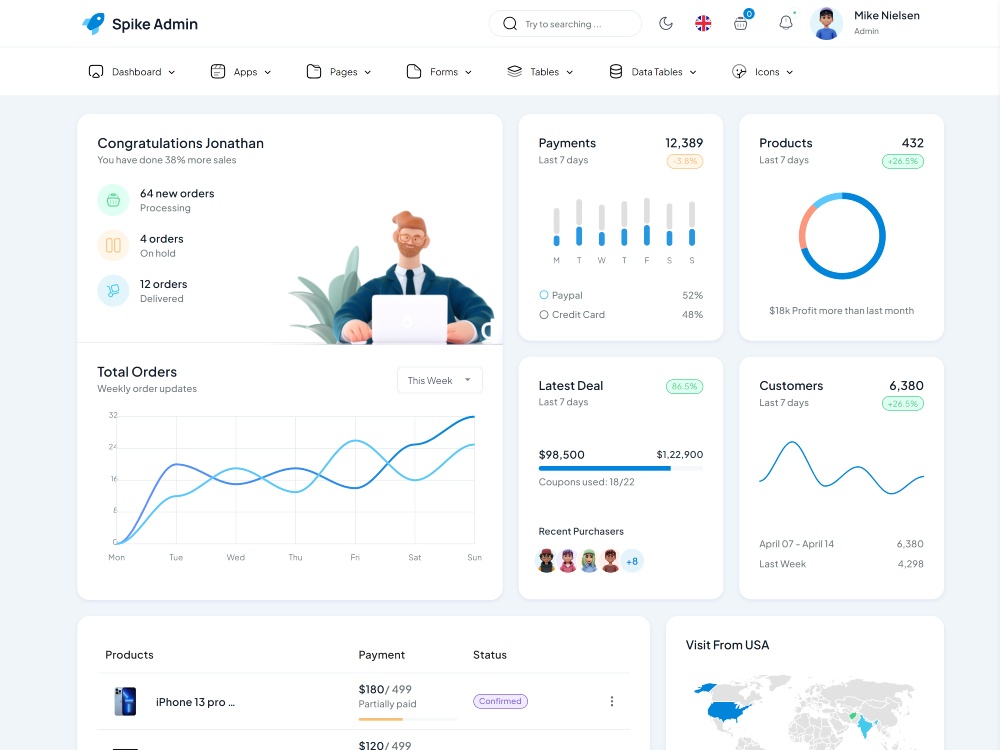 Spike Admin
Try to searching ...
0
Mike Nielsen
Admin
Dashboard
Apps
Pages
Forms
Tables
Data Tables
Icons
Congratulations Jonathan
You have done 38% more sales
64 new orders
Processing
4 orders
On hold
12 orders
Delivered
Total Orders
Weekly order updates
This Week
32
24
16
8
0
Mon Tue Wed Thu Fri Sat Sun
Payments 12,389
Last 7 days -3.8%
M T W T F S S
Paypal 52%
Credit Card 48%
Products 432
Last 7 days +26.5%
$18k Profit more than last month
Latest Deal 86.5%
Last 7 days
$98,500 $1,22,900
Coupons used: 18/22
Recent Purchasers
+8
Customers 6,380
Last 7 days +26.5%
April 07 - April 14 6,380
Last Week 4,298
Products Payment Status
iPhone 13 pro ...
$180/ 499
Partially paid
Confirmed
$120/ 499
Visit From USA